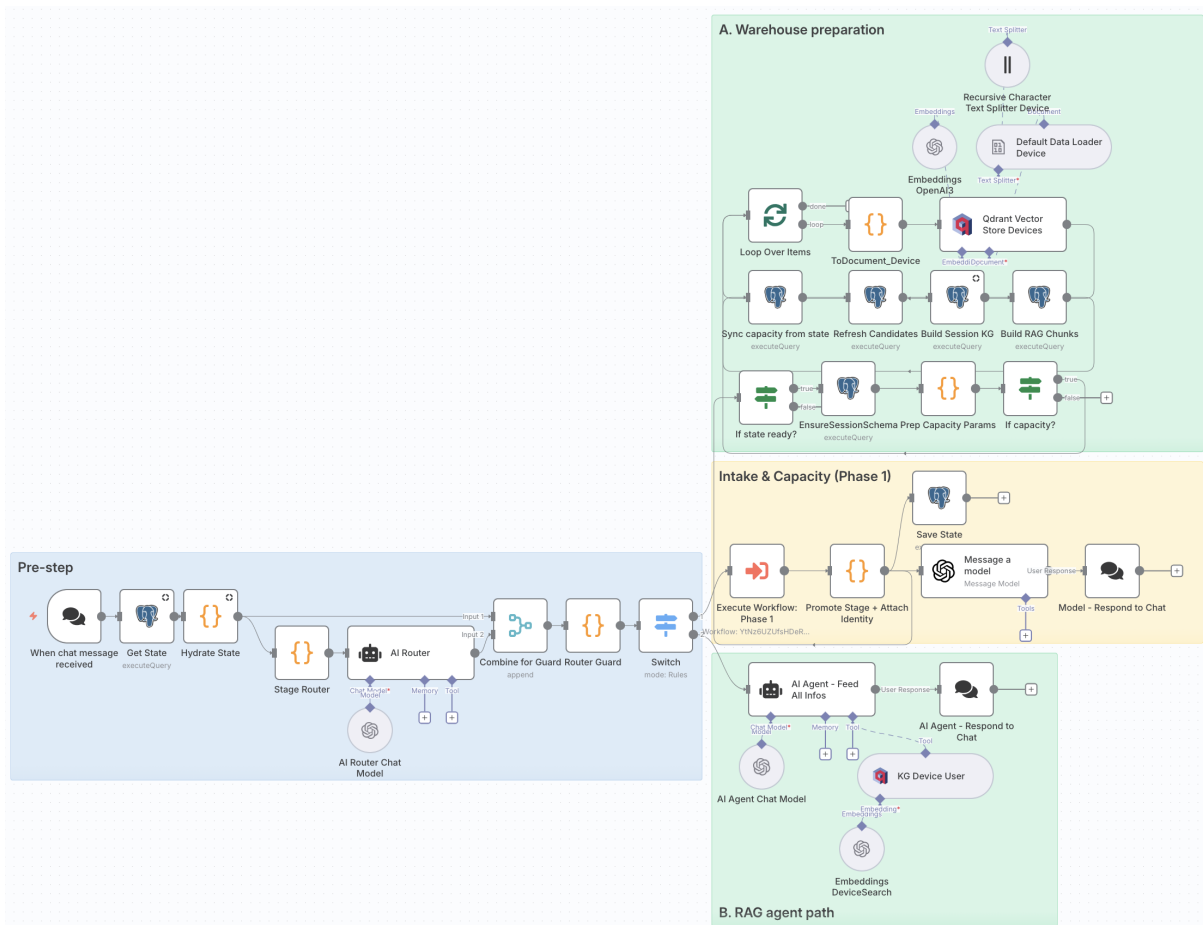 A. Warehouse preparation
Text Splitter
Recursive Character
Text Splitter Device
Embeddings
Document
Default Data Loader
Device
Text Splitter*
Embeddings
OpenAI3
done
loop
Loop Over Items
ToDocument_Device
Qdrant Vector
Store Devices
Document*
Sync capacity from state
executeQuery
Refresh Candidates
executeQuery
Build Session KG
executeQuery
Build RAG Chunks
executeQuery
true
false
If state ready?
EnsureSessionSchema
executeQuery
Prep Capacity Params
true
false
If capacity?
Intake & Capacity (Phase 1)
Save State
Execute Workflow:
Phase 1
Promote Stage + Attach
Identity
Message a
model
Message Model
User Response
Tools
Model - Respond to Chat
Pre-step
When chat message
received
Get State
executeQuery
Hydrate State
Stage Router
AI Router
Chat Model*
Model
Memory
Tool
AI Router Chat
Model
Input 1
Input 2
Combine for Guard
append
Router Guard
Switch
mode: Rules
AI Agent - Feed
All Infos
User Response
AI Agent - Respond to
Chat
Chat Model*
Model
Memory
Tool
AI Agent Chat Model
Tool
KG Device User
Embedding*
Embeddings
Embeddings
DeviceSearch
B. RAG agent path